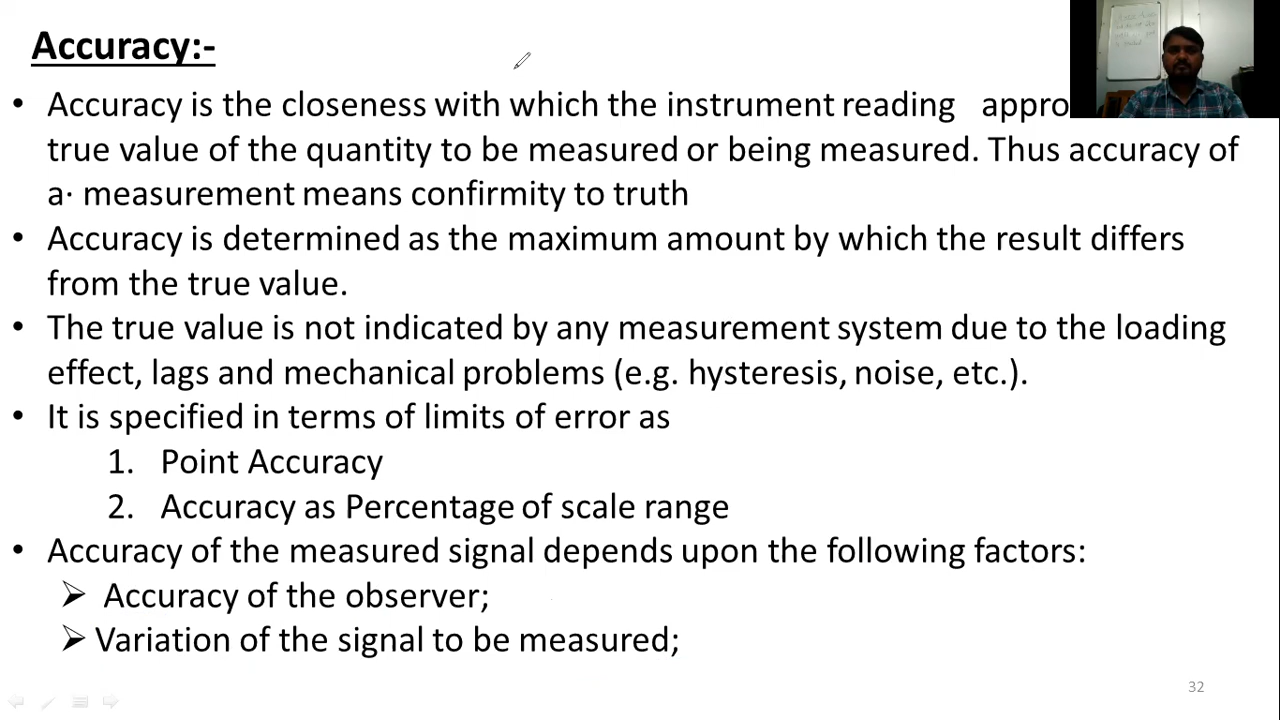 Accuracy:-
• Accuracy is the closeness with which the instrument reading
true value of the quantity to be measured or being measured. Thus accuracy of
a· measurement means confirmity to truth
• Accuracy is determined as the maximum amount by which the result differs
from the true value.
• The true value is not indicated by any measurement system due to the loading
effect, lags and mechanical problems (e.g. hysteresis, noise, etc.).
• It is specified in terms of limits of error as
1. Point Accuracy
2. Accuracy as Percentage of scale range
• Accuracy of the measured signal depends upon the following factors:
➢ Accuracy of the observer;
➢ Variation of the signal to be measured;
32